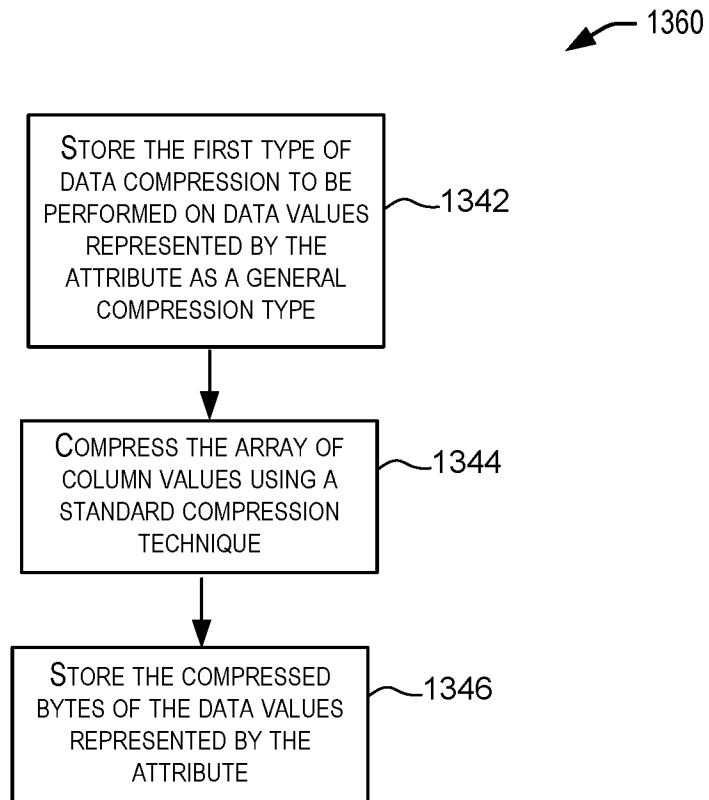 1360
STORE THE FIRST TYPE OF
DATA COMPRESSION TO BE
PERFORMED ON DATA VALUES
REPRESENTED BY THE
ATTRIBUTE AS A GENERAL
COMPRESSION TYPE
1342
COMPRESS THE ARRAY OF
COLUMN VALUES USING A
STANDARD COMPRESSION
TECHNIQUE
1344
STORE THE COMPRESSED
BYTES OF THE DATA VALUES
REPRESENTED BY THE
ATTRIBUTE
1346